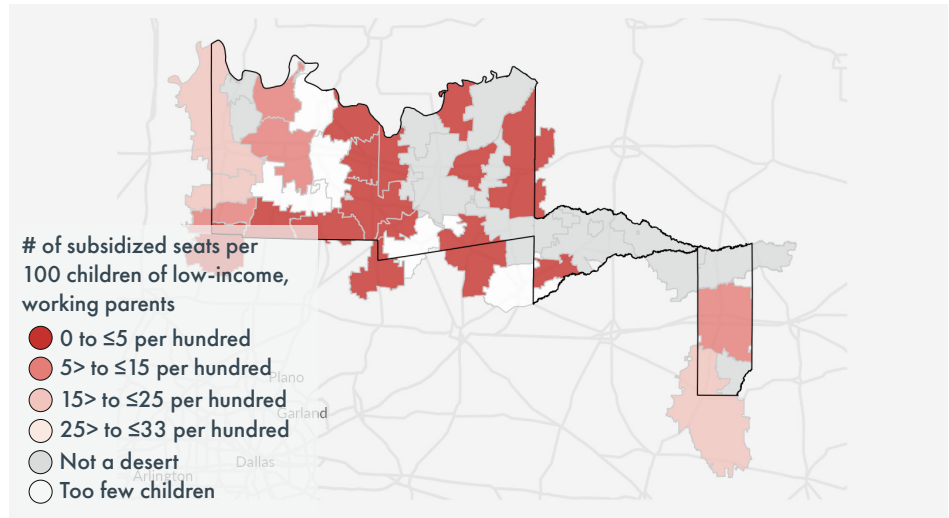 # of subsidized seats per
100 children of low-income,
working parents
0 to ≤5 per hundred
5> to ≤15 per hundred
15> to ≤25 per hundred
25> to ≤33 per hundred
Not a desert
Too few children
Plano
Garland
Dallas
Arlington